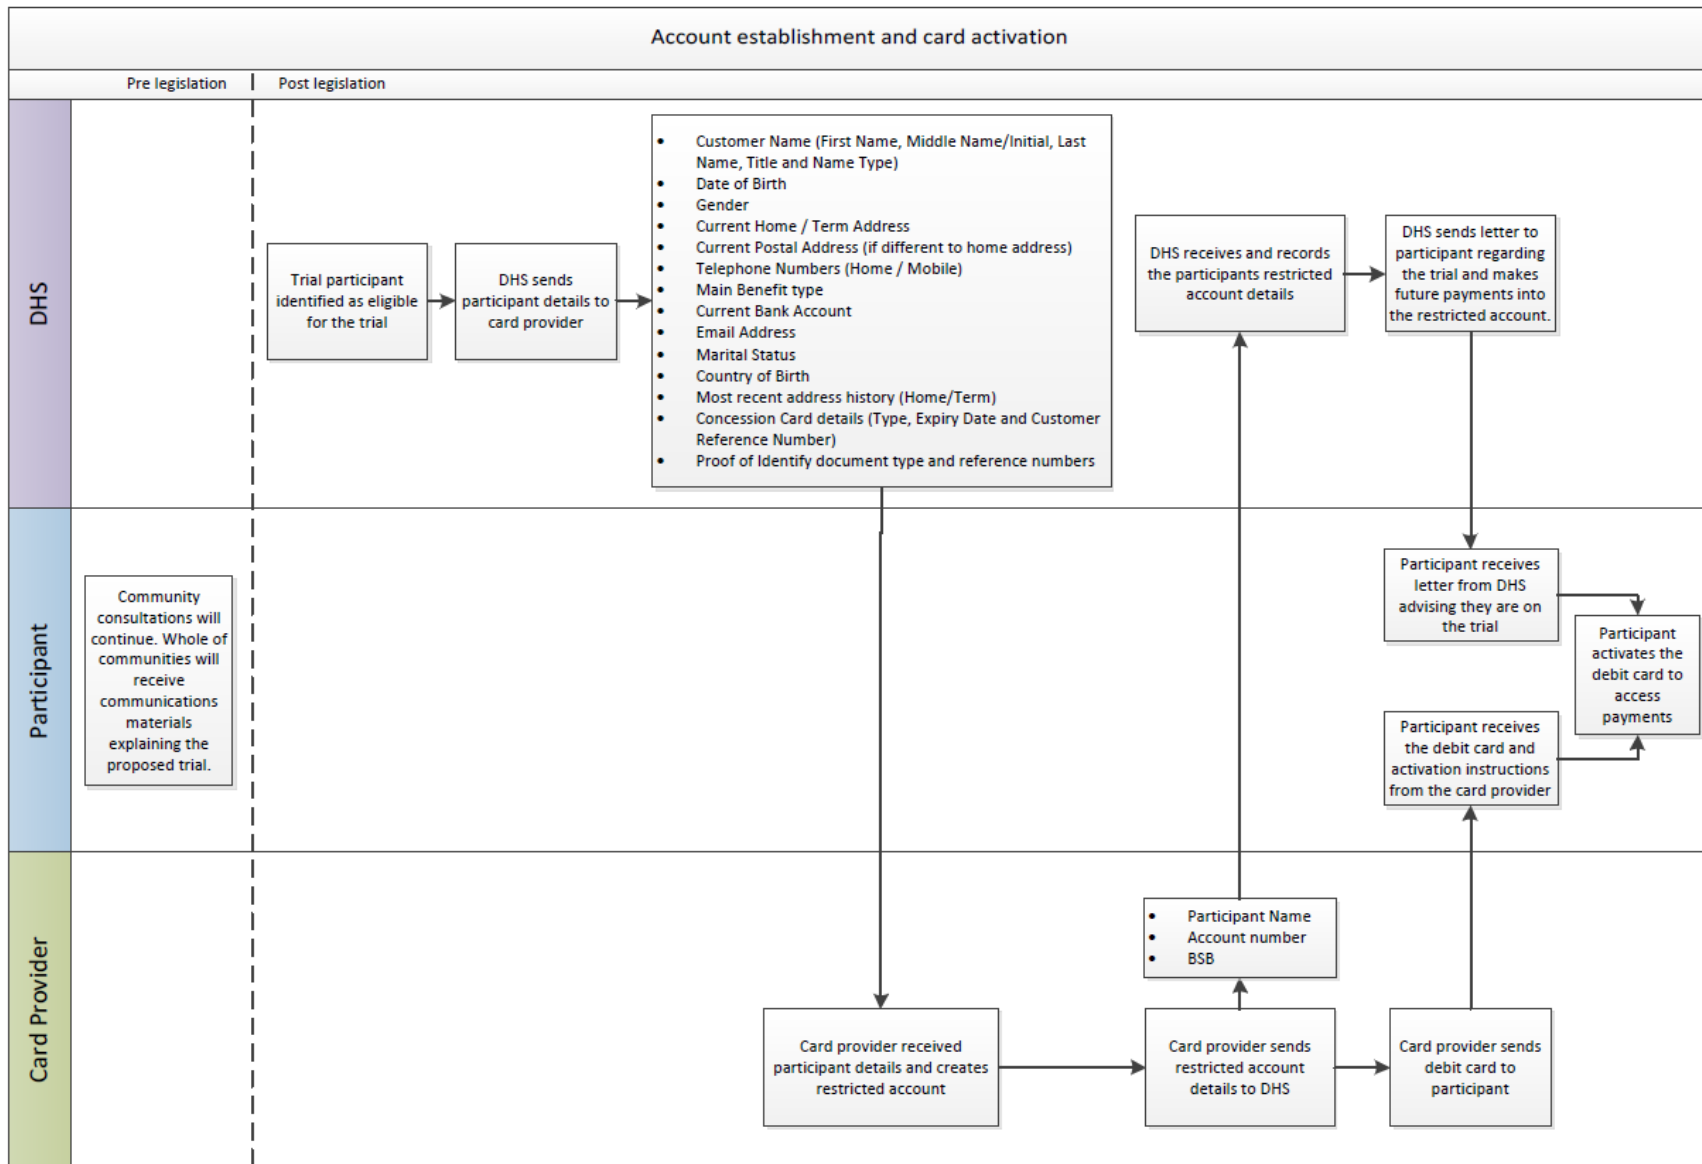 Account establishment and card activation
Pre legislation
Post legislation
DHS
Trial participant
identified as eligible
for the trial
DHS sends
participant details to
card provider
• Customer Name (First Name, Middle Name/Initial, Last
Name, Title and Name Type)
• Date of Birth
• Gender
• Current Home / Term Address
• Current Postal Address (if different to home address)
• Telephone Numbers (Home / Mobile)
• Main Benefit type
• Current Bank Account
• Email Address
• Marital Status
• Country of Birth
• Most recent address history (Home/Term)
• Concession Card details (Type, Expiry Date and Customer
Reference Number)
• Proof of Identify document type and reference numbers
DHS receives and records
the participants restricted
account details
DHS sends letter to
participant regarding
the trial and makes
future payments into
the restricted account.
Participant
Community
consultations will
continue. Whole of
communities will
receive
communications
materials
explaining the
proposed trial.
Participant receives
letter from DHS
advising they are on
the trial
Participant
activates the
debit card to
access
payments
Participant receives
the debit card and
activation instructions
from the card provider
Card Provider
• Participant Name
• Account number
• BSB
Card provider received
participant details and creates
restricted account
Card provider sends
restricted account
details to DHS
Card provider sends
debit card to
participant